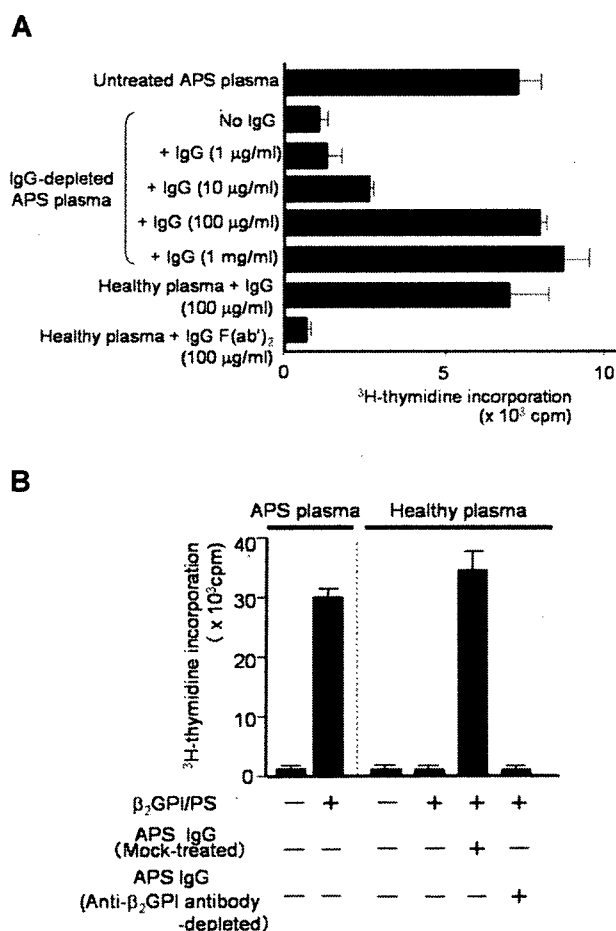 A
Untreated APS plasma
No IgG
+ IgG (1 μg/ml)
IgG-depleted
APS plasma
+ IgG (10 μg/ml)
+ IgG (100 μg/ml)
+ IgG (1 mg/ml)
Healthy plasma + IgG
(100 μg/ml)
Healthy plasma + IgG F(ab')₂
(100 μg/ml)
0 5 10
³H-thymidine incorporation
(x 10³ cpm)
B
APS plasma Healthy plasma
³H-thymidine incorporation
( x 10³cpm)
40
30
20
10
0
β₂GPI/PS — + — + + +
APS IgG
(Mock-treated) — — — — + —
APS IgG
(Anti-β₂GPI antibody
-depleted) — — — — — +